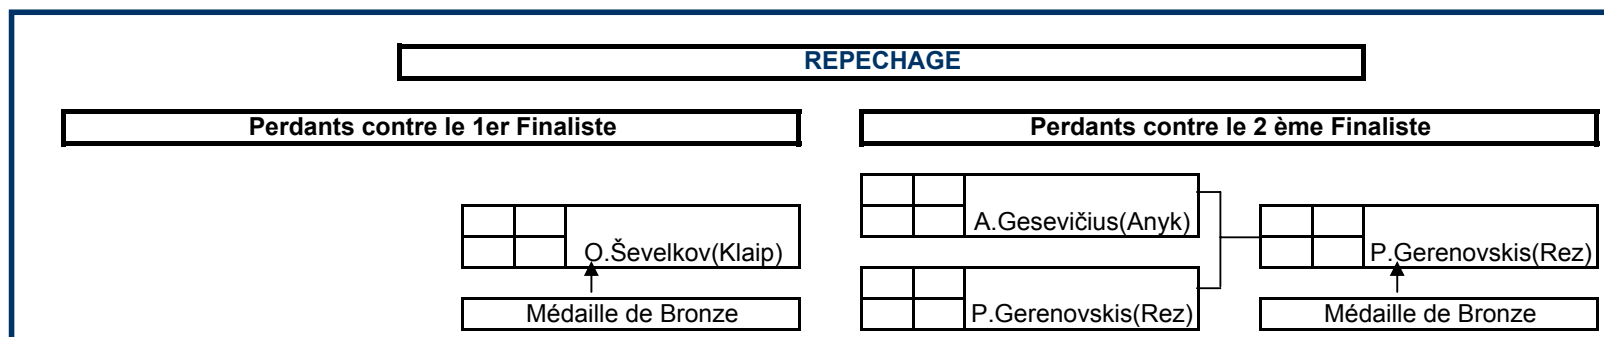 REPECHAGE
Perdants contre le 1er Finaliste
Perdants contre le 2 ème Finaliste
A.Gesevičius(Anyk)
O.Ševelkov(Klaip)
P.Gerenovskis(Rez)
Médaille de Bronze
P.Gerenovskis(Rez)
Médaille de Bronze